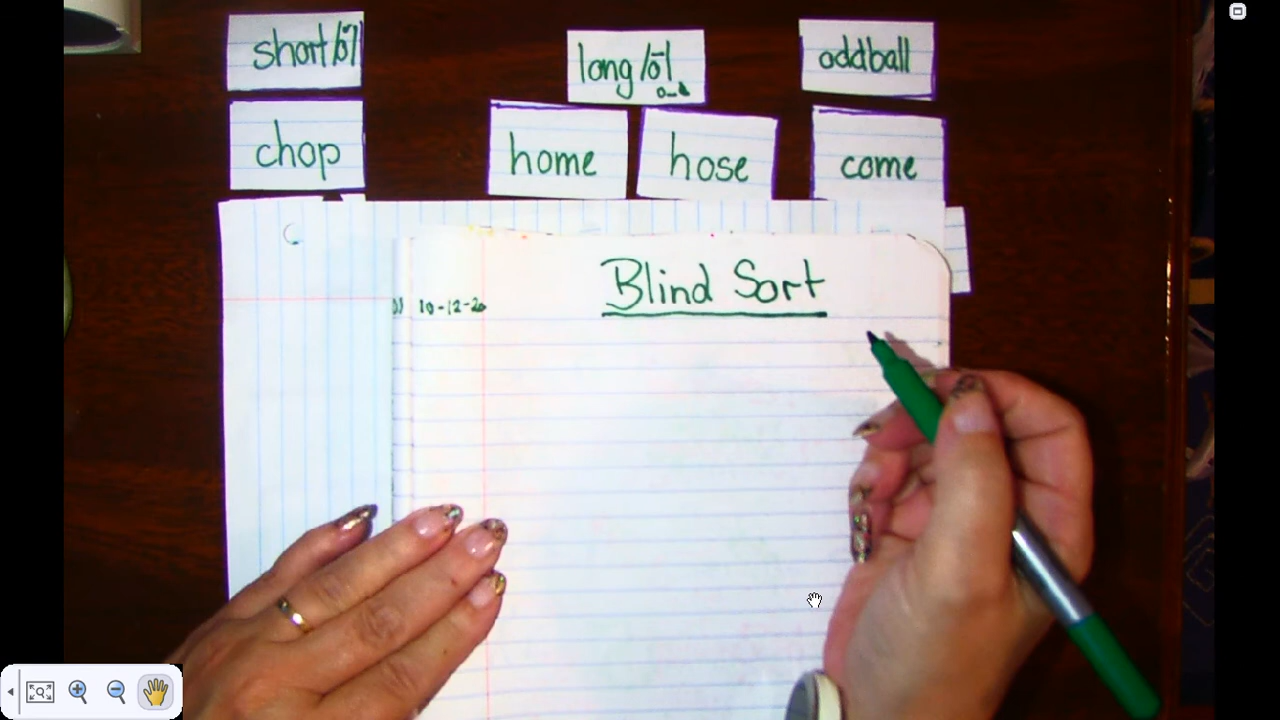 short /ŏ/
long /ō/
oddball
chop
home
hose
come
Blind Sort
10-12-20